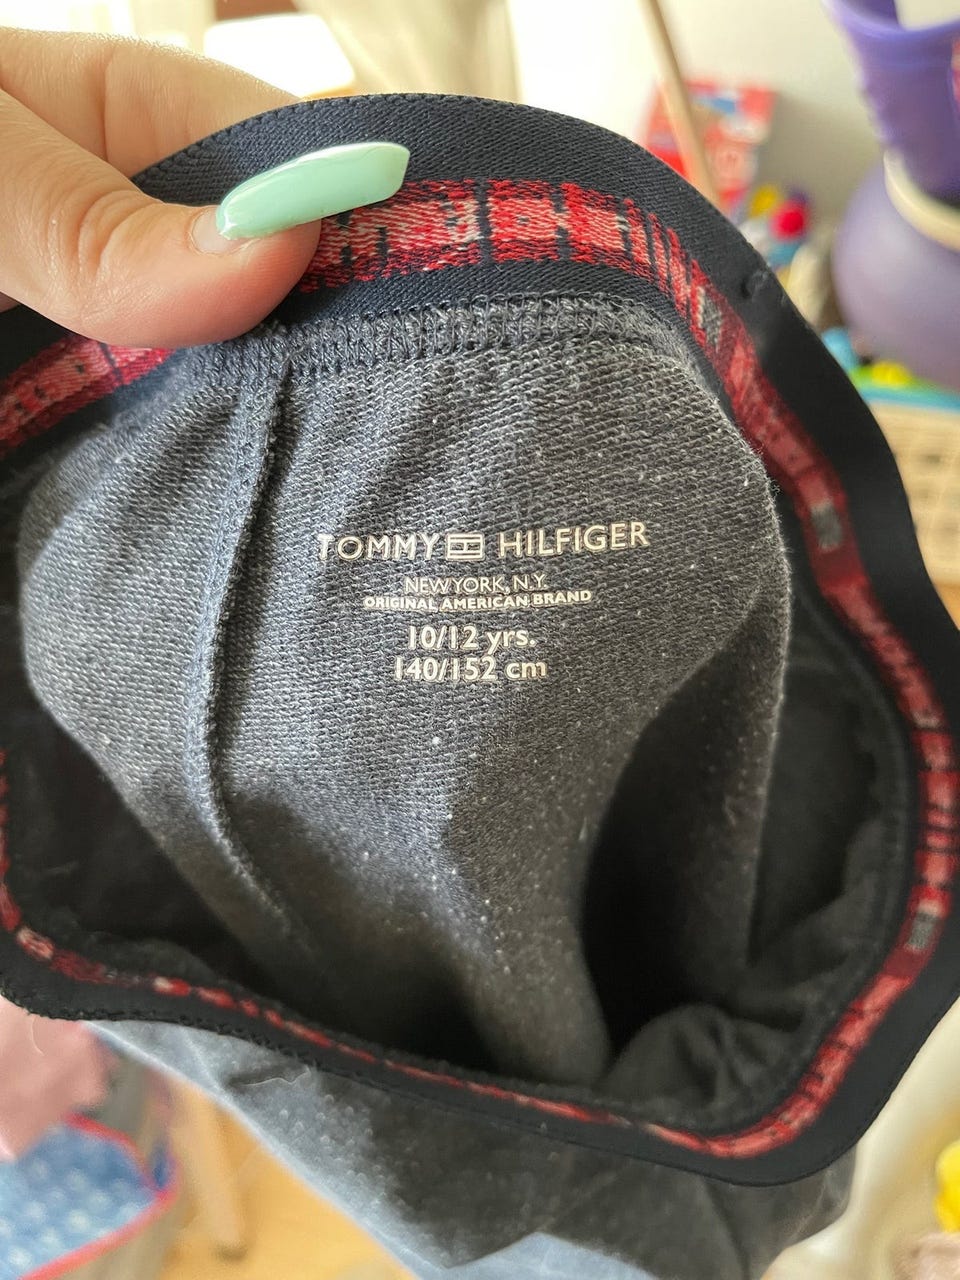 TOMMY HILFIGER
NEW YORK, N.Y.
ORIGINAL AMERICAN BRAND
10/12 yrs.
140/152 cm